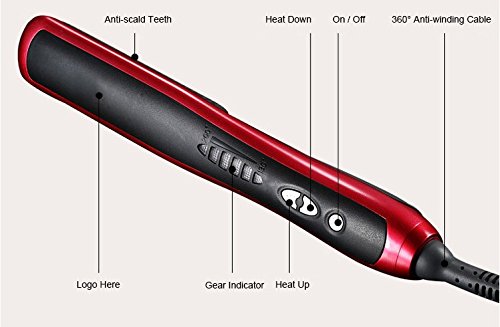 Anti-scald Teeth
Heat Down
On / Off
360° Anti-winding Cable
Logo Here
Gear Indicator
Heat Up